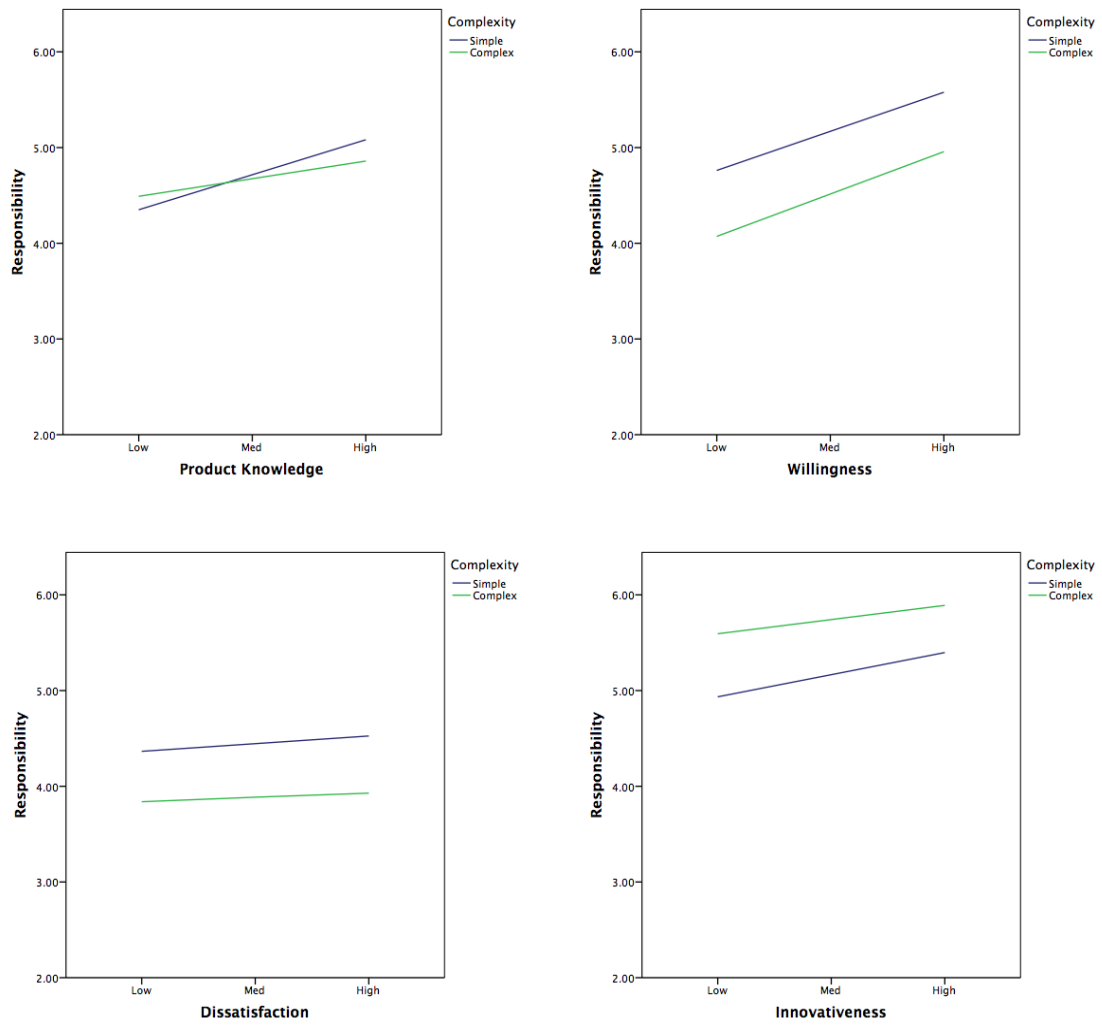 Complexity
Simple
Complex
6.00
5.00
4.00
3.00
2.00
Responsibility
Low Med High
Product Knowledge
Complexity
Simple
Complex
6.00
5.00
4.00
3.00
2.00
Responsibility
Low Med High
Willingness
Complexity
Simple
Complex
6.00
5.00
4.00
3.00
2.00
Responsibility
Low Med High
Dissatisfaction
Complexity
Simple
Complex
6.00
5.00
4.00
3.00
2.00
Responsibility
Low Med High
Innovativeness